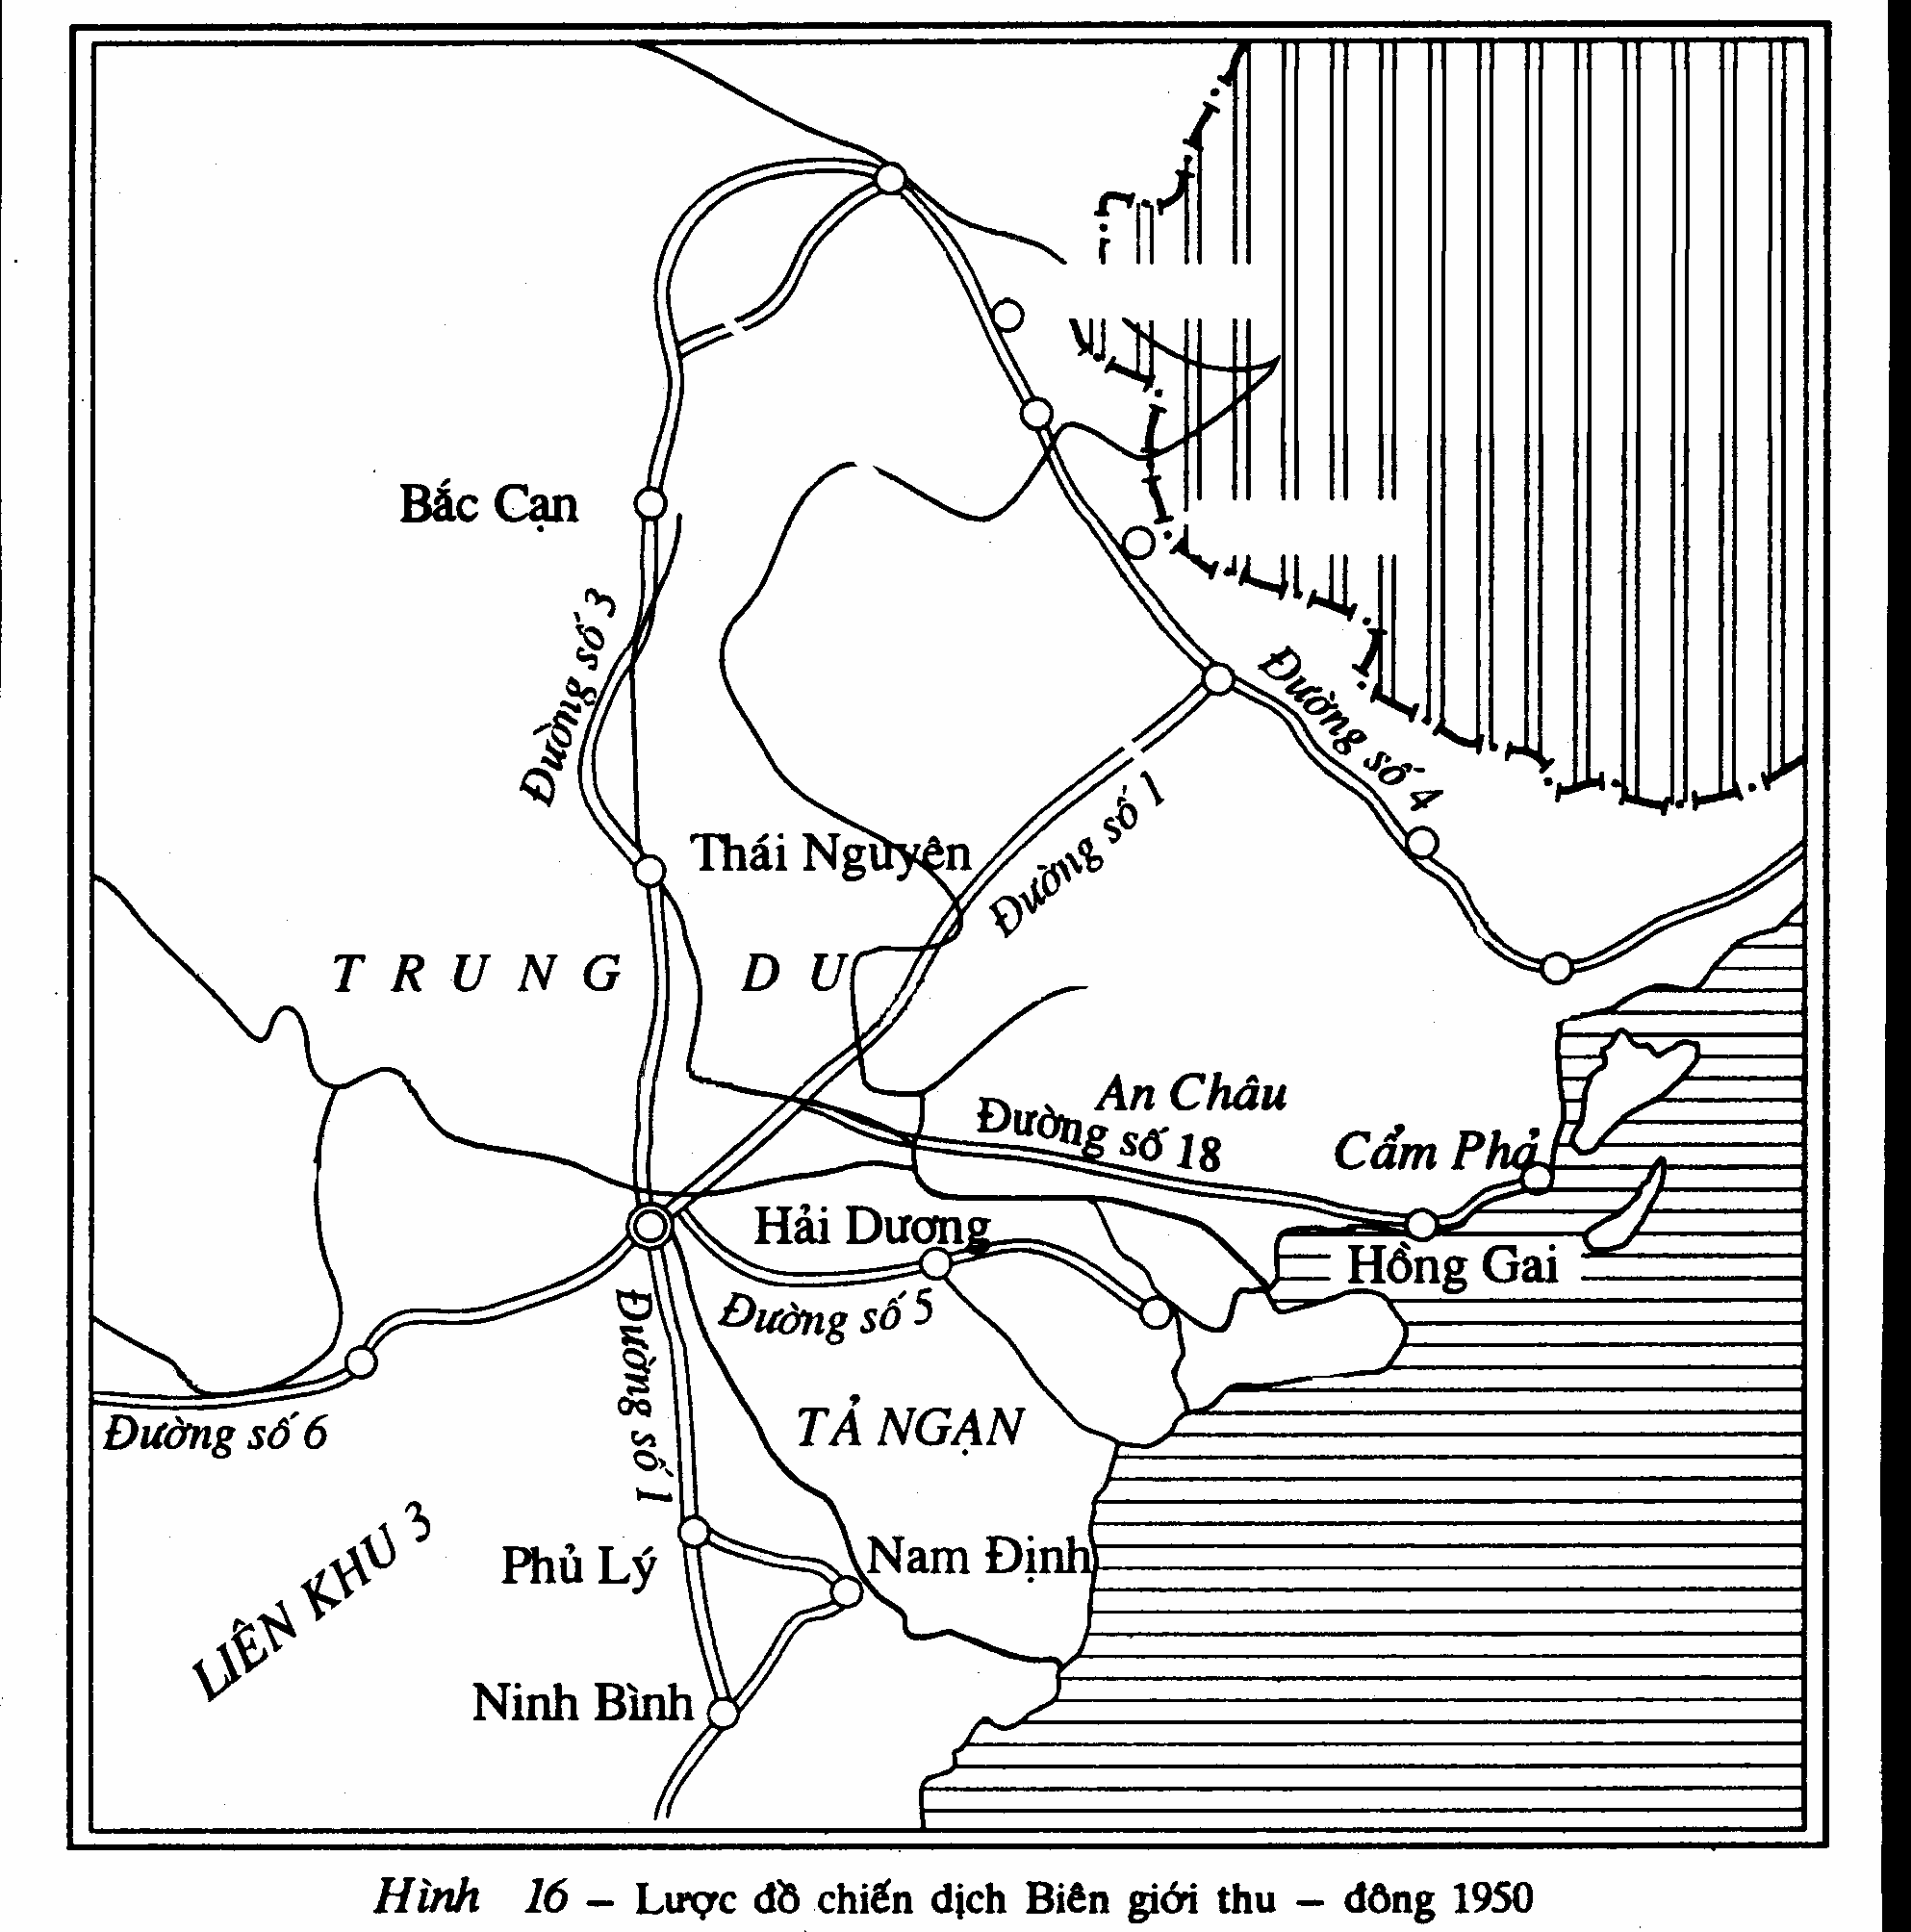 Bắc Cạn
Đường số 3
Đường số 4
Đường số 1
Thái Nguyên
TRUNG DU
An Châu
Đường số 18
Cẩm Phả
Hải Dương
Hồng Gai
Đường số 5
Đường số 1
Đường số 6
TẢ NGẠN
LIÊN KHU 3
Phủ Lý
Nam Định
Ninh Bình
Hình 16 – Lược đồ chiến dịch Biên giới thu – đông 1950